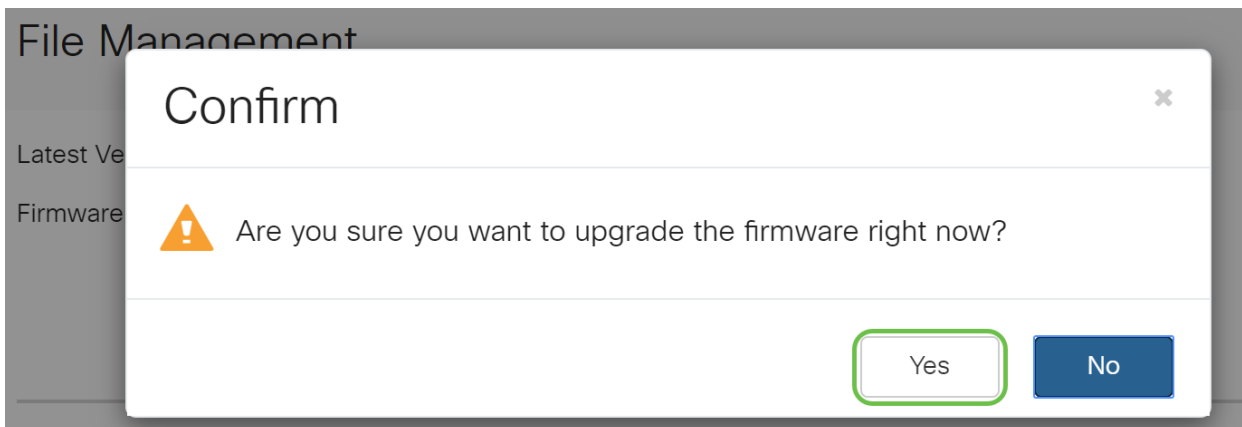 File Management
Confirm
Latest Ve
Firmware
Are you sure you want to upgrade the firmware right now?
Yes
No